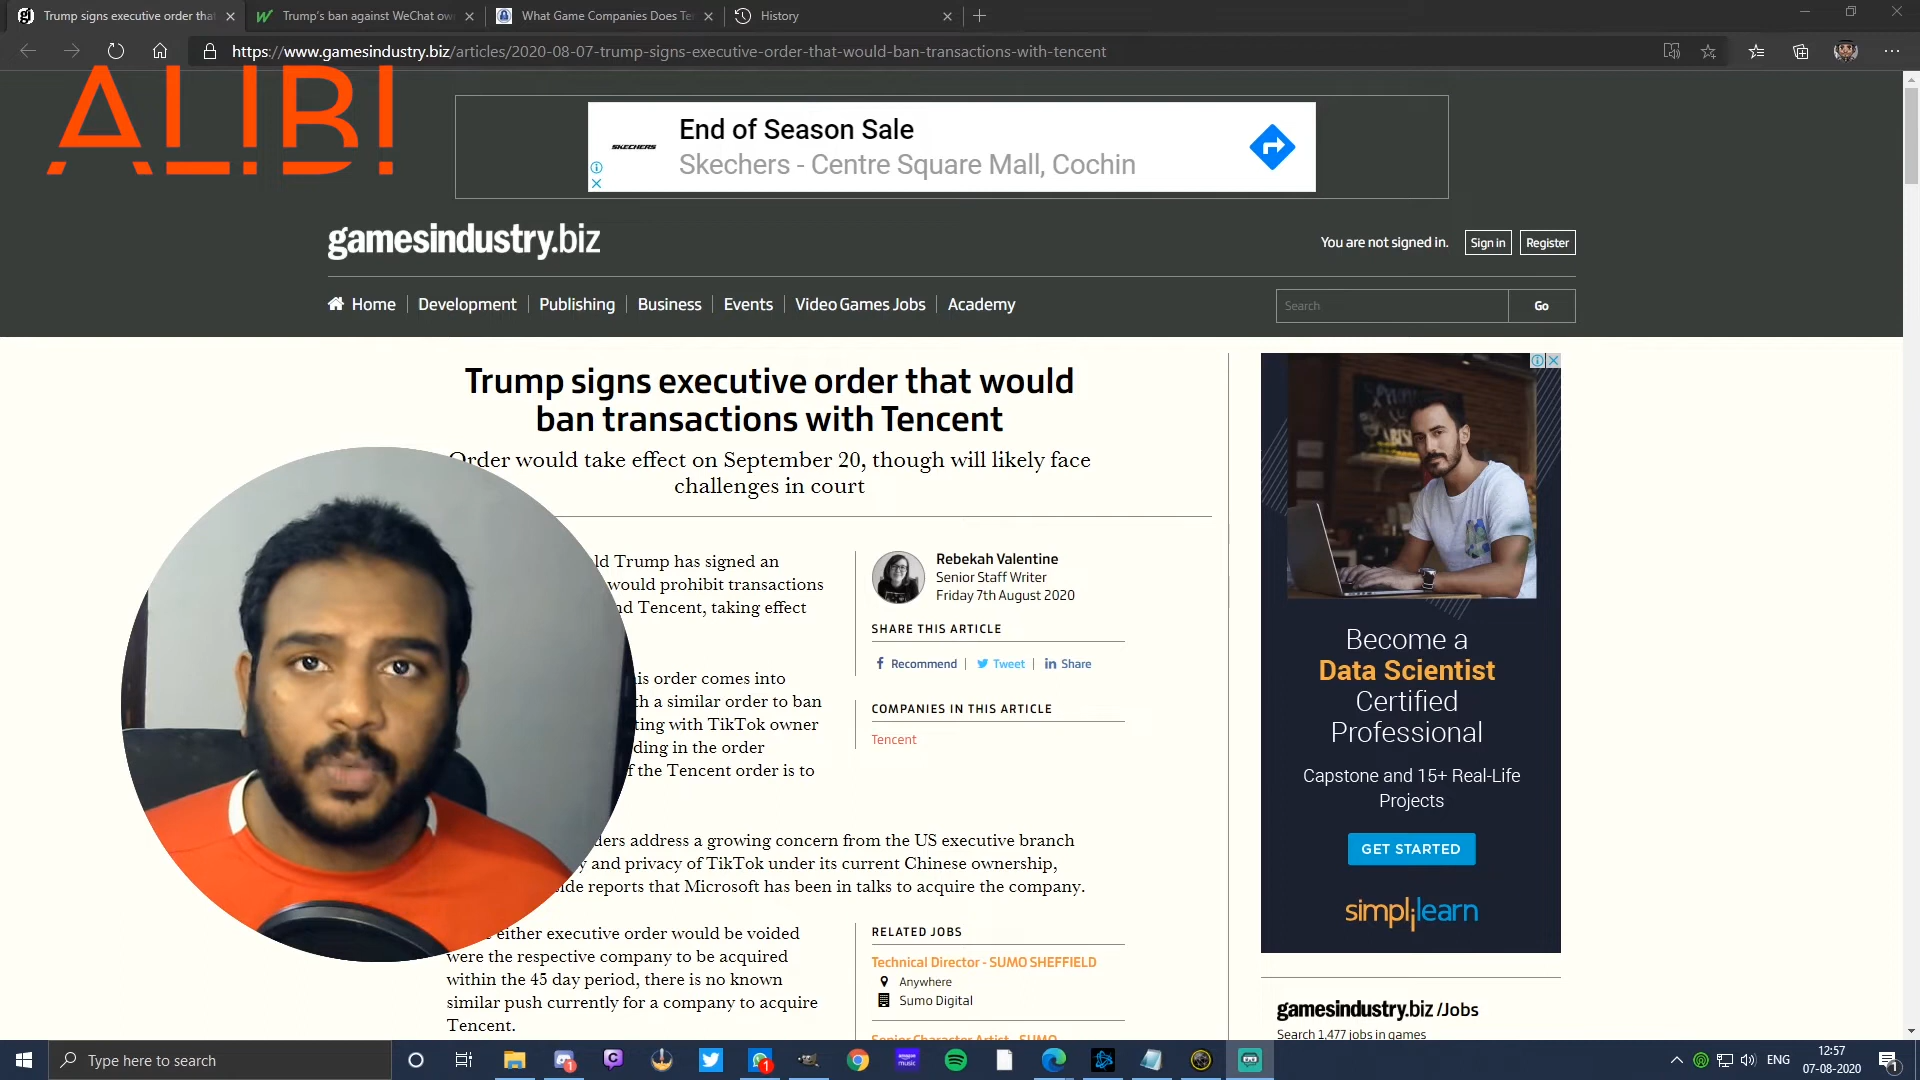 Trump signs executive order that
Trump's ban against WeChat ow
What Game Companies Does Te
History
https://www.gamesindustry.biz/articles/2020-08-07-trump-signs-executive-order-that-would-ban-transactions-with-tencent
ALIBI
End of Season Sale
SKECHERS
Skechers - Centre Square Mall, Cochin
gamesindustry.biz
You are not signed in.
Sign in
Register
Home
Development
Publishing
Business
Events
Video Games Jobs
Academy
Search
Go
Trump signs executive order that would
ban transactions with Tencent
Order would take effect on September 20, though will likely face
challenges in court
ld Trump has signed an
would prohibit transactions
nd Tencent, taking effect
is order comes into
th a similar order to ban
ting with TikTok owner
ding in the order
f the Tencent order is to
ders address a growing concern from the US executive branch
y and privacy of TikTok under its current Chinese ownership,
ide reports that Microsoft has been in talks to acquire the company.
either executive order would be voided
were the respective company to be acquired
within the 45 day period, there is no known
similar push currently for a company to acquire
Tencent.
Rebekah Valentine
Senior Staff Writer
Friday 7th August 2020
SHARE THIS ARTICLE
Recommend
Tweet
Share
COMPANIES IN THIS ARTICLE
Tencent
RELATED JOBS
Technical Director - SUMO SHEFFIELD
Anywhere
Sumo Digital
Senior Character Artist - SUMO
Become a
Data Scientist
Certified
Professional
Capstone and 15+ Real-Life
Projects
GET STARTED
simplilearn
gamesindustry.biz /Jobs
Search 1,477 jobs in games
Type here to search
amazon
music
ENG
12:57
07-08-2020